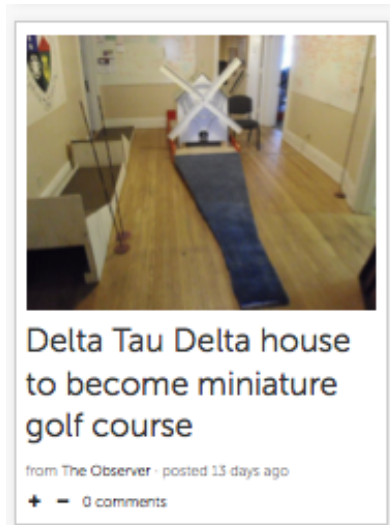 Delta Tau Delta house
to become miniature
golf course
from The Observer · posted 13 days ago
+ − 0 comments